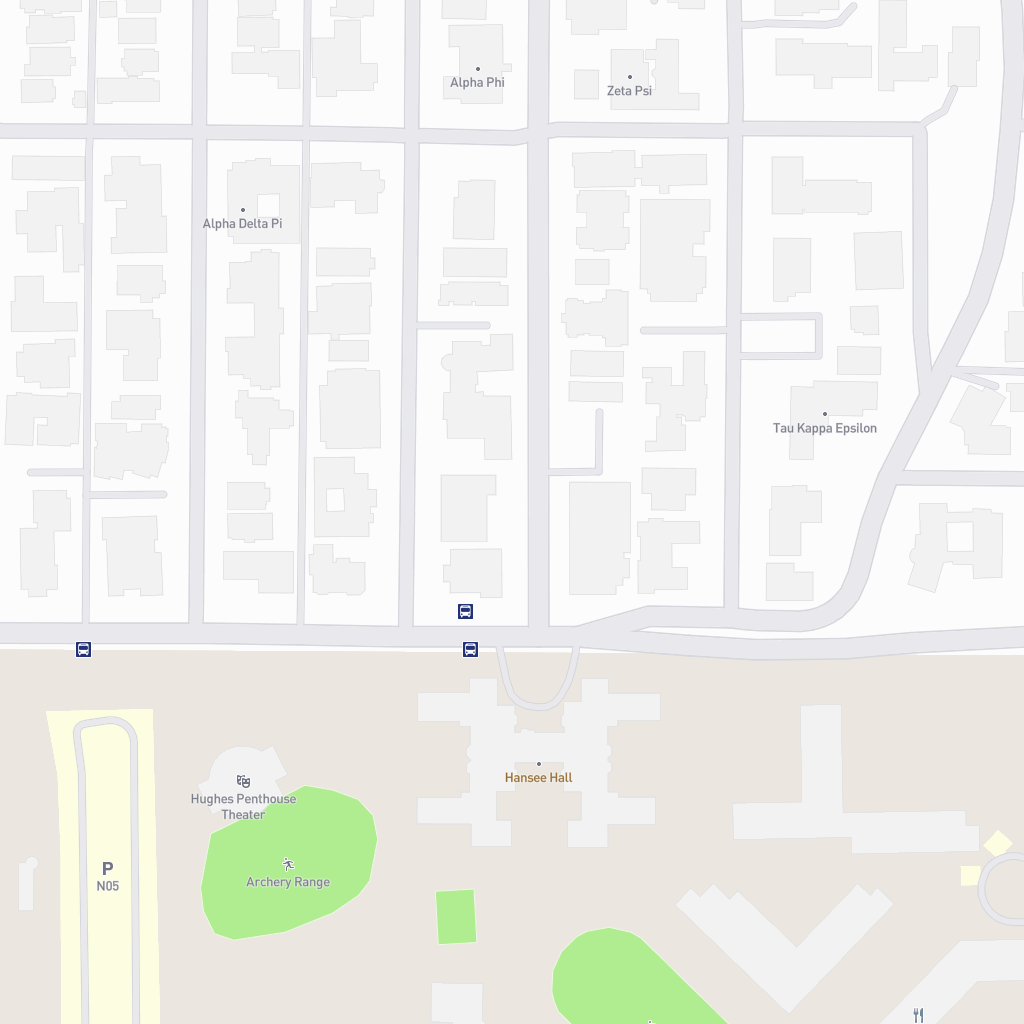 Alpha Phi
Zeta Psi
Alpha Delta Pi
Tau Kappa Epsilon
Hansee Hall
Hughes Penthouse
Theater
P
N05
Archery Range